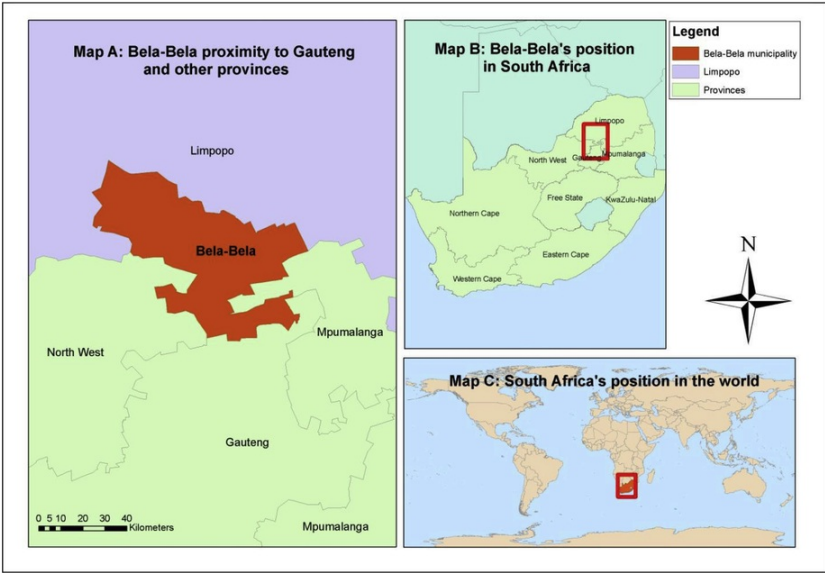 Map A: Bela-Bela proximity to Gauteng
and other provinces
Limpopo
Bela-Bela
North West
Mpumalanga
Gauteng
Mpumalanga
0 5 10 20 30 40
Kilometers
Map B: Bela-Bela's position
in South Africa
Limpopo
North West
Gauteng
Mpumalanga
Free State
KwaZulu-Natal
Northern Cape
Eastern Cape
Western Cape
Legend
Bela-Bela municipality
Limpopo
Provinces
N
Map C: South Africa's position in the world